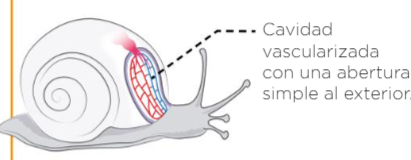 Cavidad
vascularizada
con una abertura
simple al exterior.